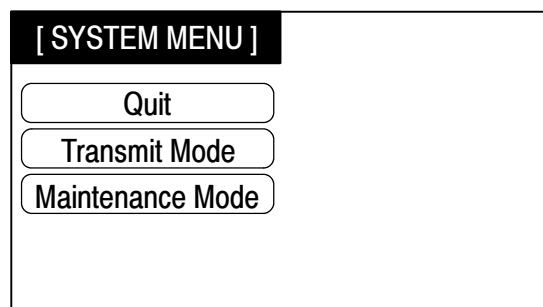 [ SYSTEM MENU ]
Quit
Transmit Mode
Maintenance Mode